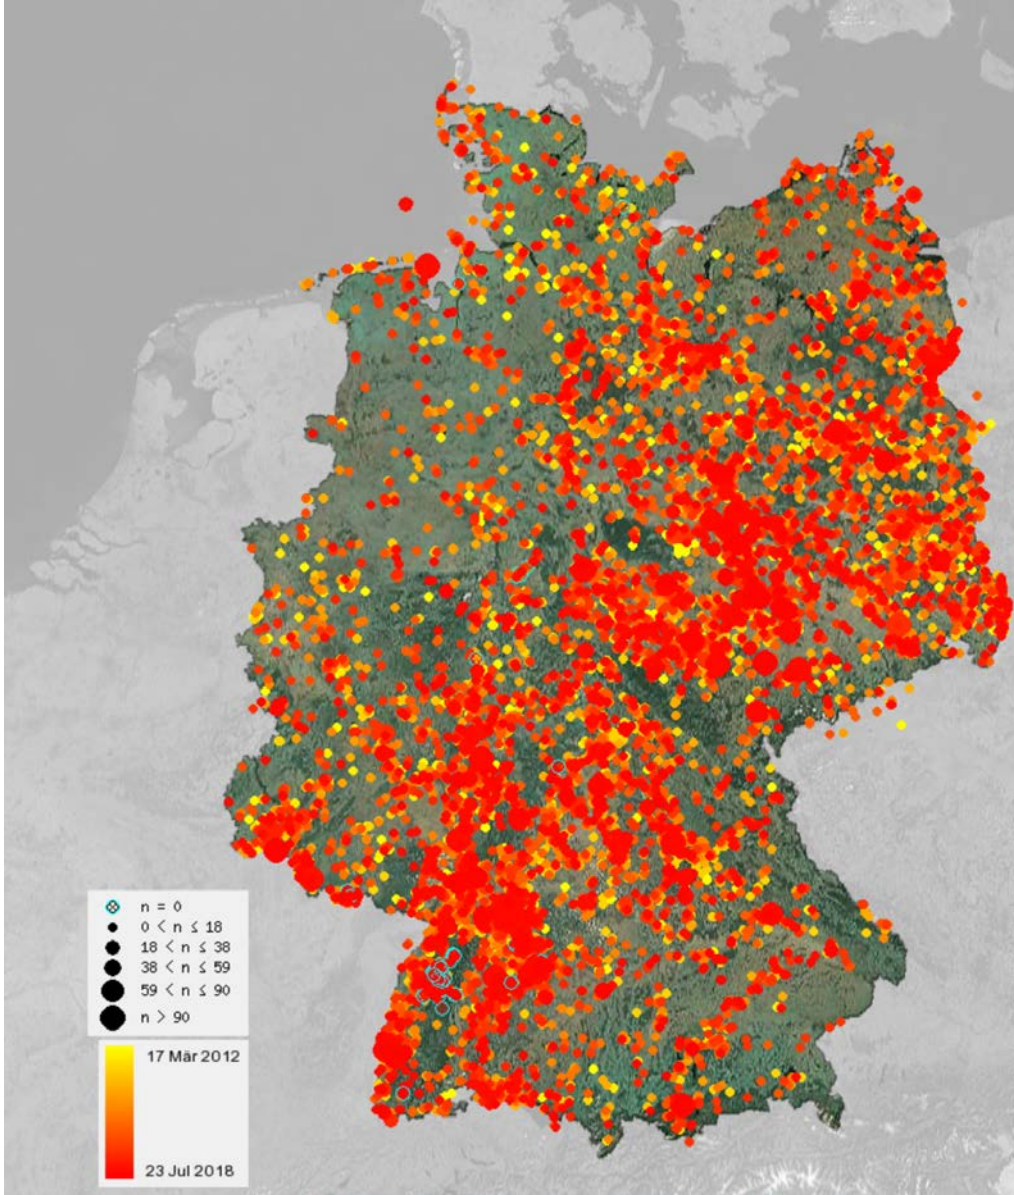 n = 0
0 < n ≤ 18
18 < n ≤ 38
38 < n ≤ 59
59 < n ≤ 90
n > 90
17 Mär 2012
23 Jul 2018